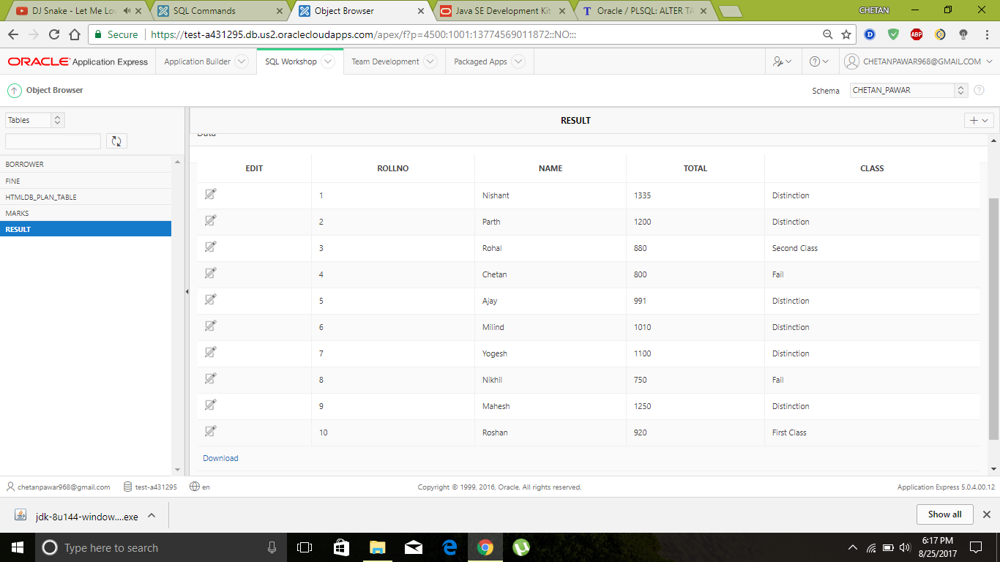 DJ Snake - Let Me Lov
SQL Commands
Object Browser
Java SE Development Kit
Oracle / PLSQL: ALTER TA
CHETAN
Secure
https://test-a431295.db.us2.oraclecloudapps.com/apex/f?p=4500:1001:13774569011872::NO:::
ORACLE Application Express
Application Builder
SQL Workshop
Team Development
Packaged Apps
CHETANPAWAR968@GMAIL.COM
Object Browser
Schema CHETAN_PAWAR
Tables
RESULT
Data
BORROWER
FINE
HTMLDB_PLAN_TABLE
MARKS
RESULT
EDIT ROLLNO NAME TOTAL CLASS
1 Nishant 1335 Distinction
2 Parth 1200 Distinction
3 Rohal 880 Second Class
4 Chetan 800 Fail
5 Ajay 991 Distinction
6 Milind 1010 Distinction
7 Yogesh 1100 Distinction
8 Nikhil 750 Fail
9 Mahesh 1250 Distinction
10 Roshan 920 First Class
Download
chetanpawar968@gmail.com test-a431295 en
Copyright © 1999, 2016, Oracle. All rights reserved.
Application Express 5.0.4.00.12
jdk-8u144-window....exe
Show all
Type here to search
6:17 PM
8/25/2017